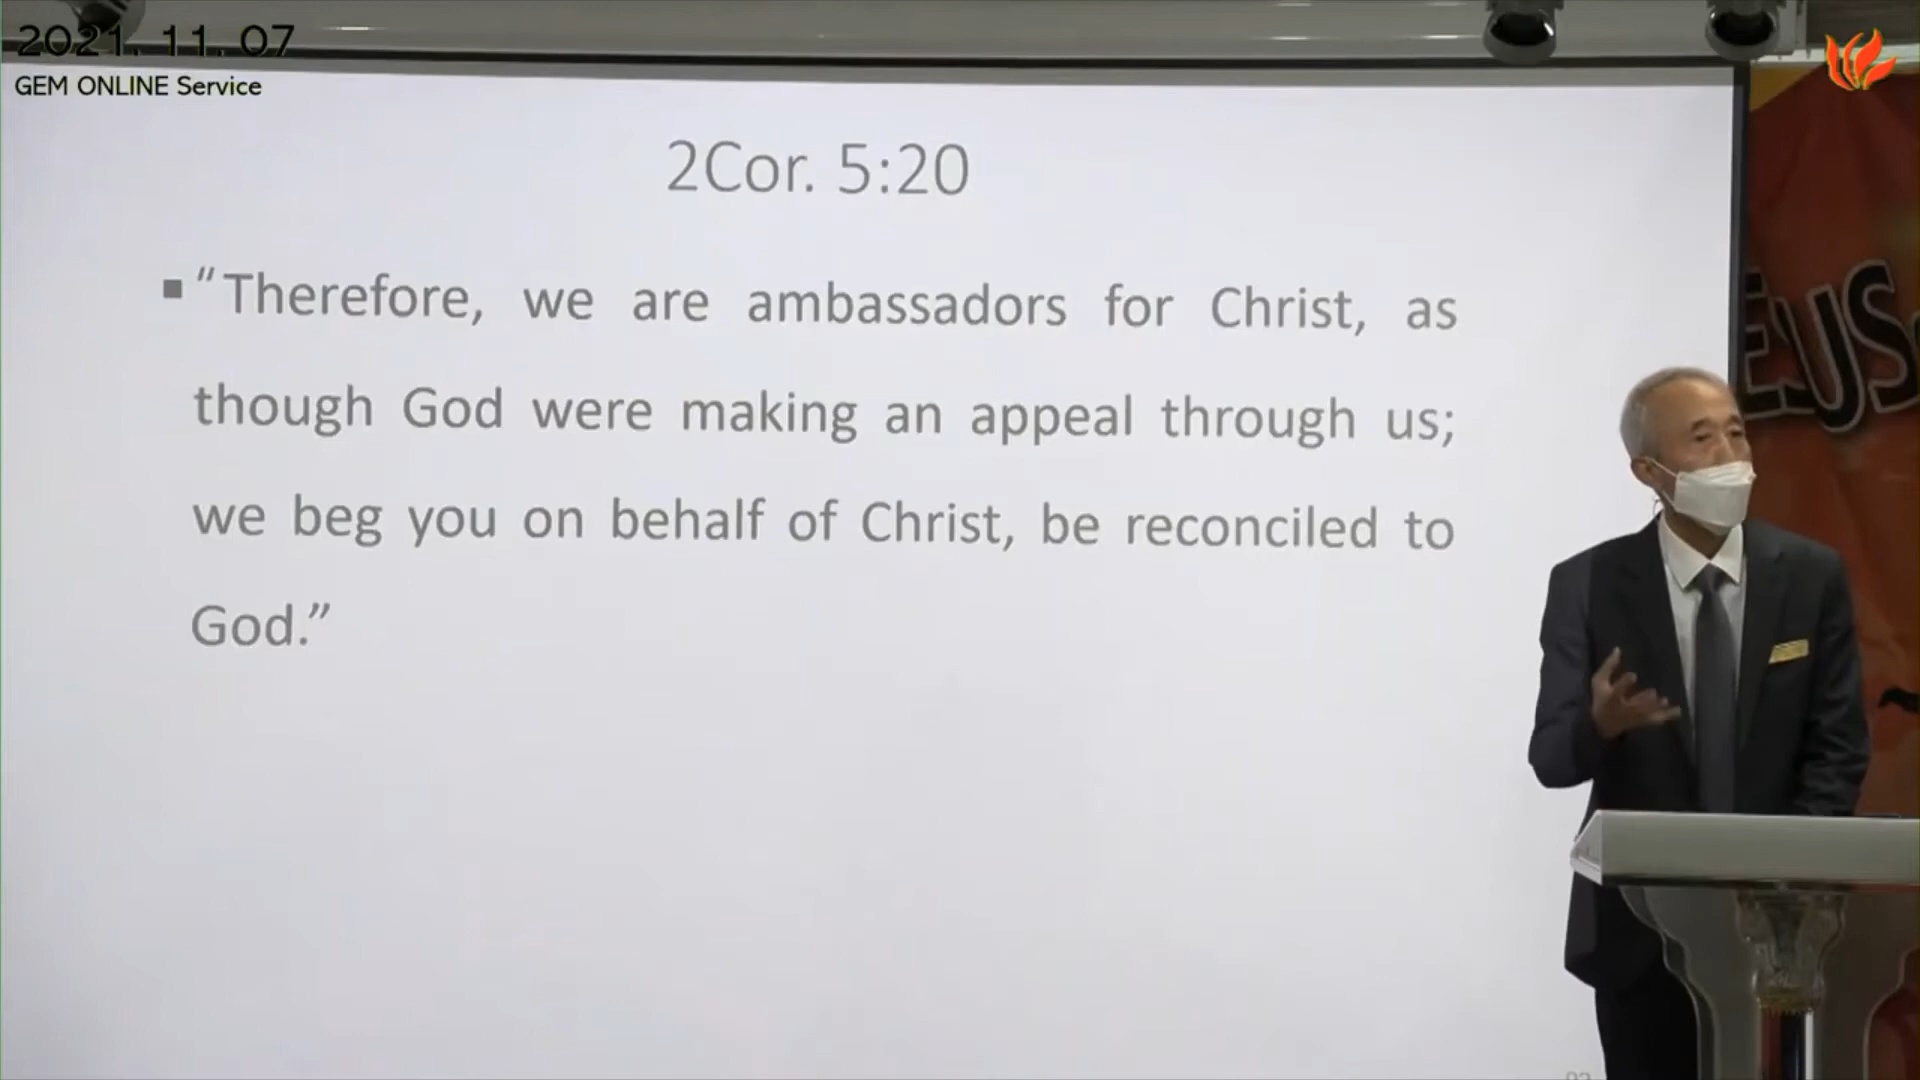 2021. 11. 07
GEM ONLINE Service
2Cor. 5:20
▪ “Therefore, we are ambassadors for Christ, as
though God were making an appeal through us;
we beg you on behalf of Christ, be reconciled to
God.”
EUS